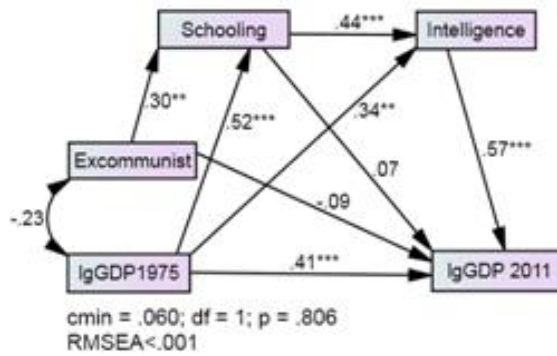 Schooling
.44***
Intelligence
.30**
.52***
.34**
Excommunist
.07
.57***
-.09
-.23
lgGDP1975
.41***
lgGDP 2011
cmin = .060; df = 1; p = .806
RMSEA<.001